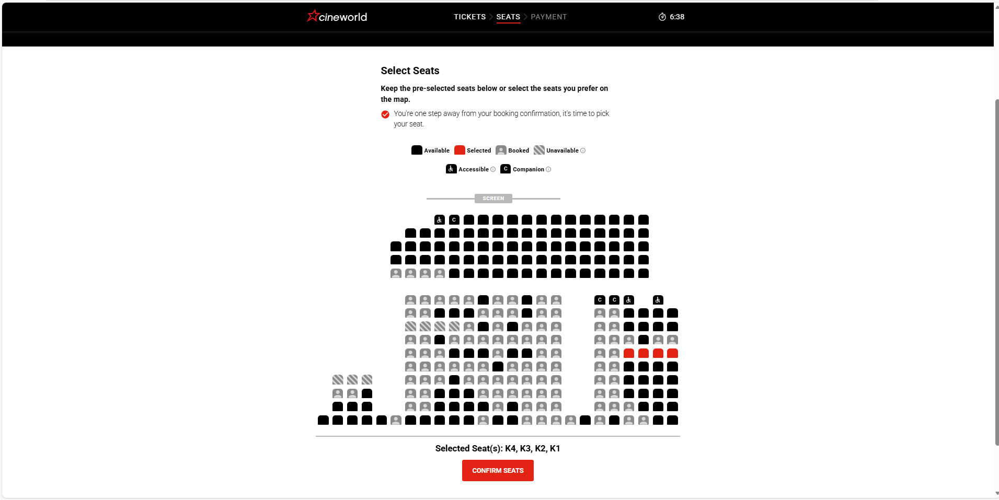 cineworld
TICKETS > SEATS > PAYMENT
6:38
Select Seats
Keep the pre-selected seats below or select the seats you prefer on
the map.
You're one step away from your booking confirmation, it's time to pick
your seat.
Available Selected Booked Unavailable
Accessible C Companion
SCREEN
C
C C
Selected Seat(s): K4, K3, K2, K1
CONFIRM SEATS